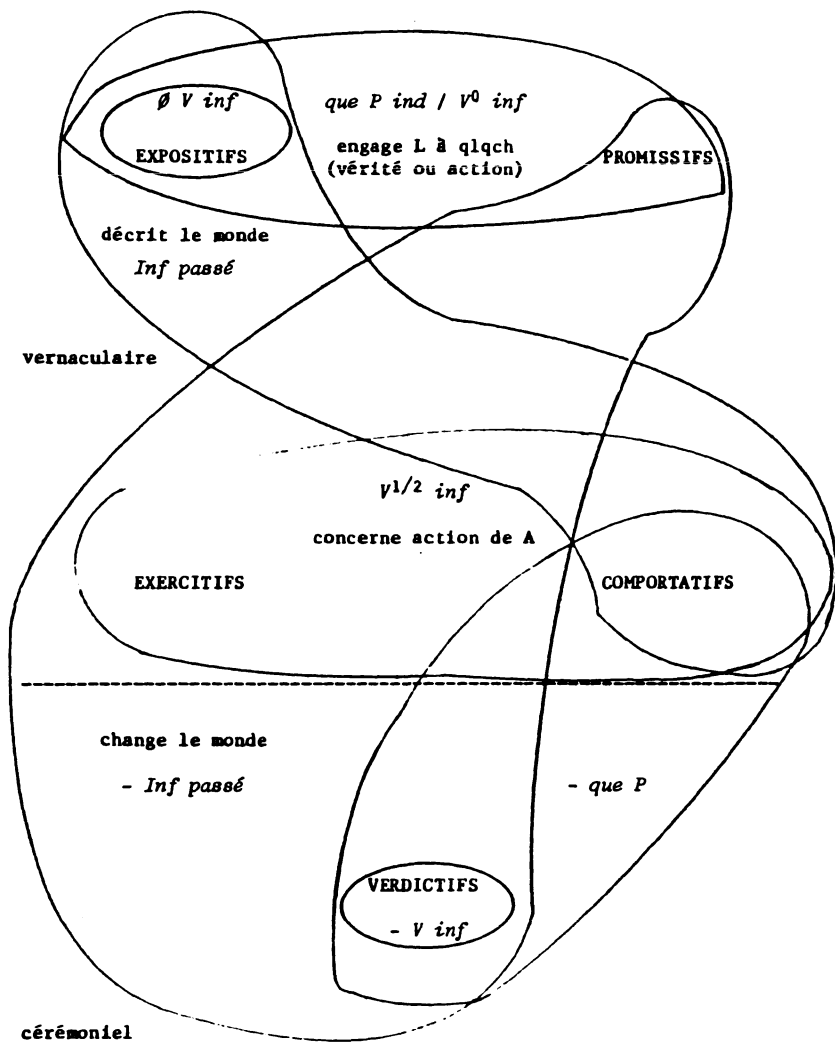 Ø V inf
que P ind / V⁰ inf
EXPOSITIFS
engage L à qlqch
(vérité ou action)
PROMISSIFS
décrit le monde
Inf passé
vernaculaire
V¹/² inf
concerne action de A
EXERCITIFS
COMPORTATIFS
change le monde
- Inf passé
- que P
VERDICTIFS
- V inf
cérémoniel